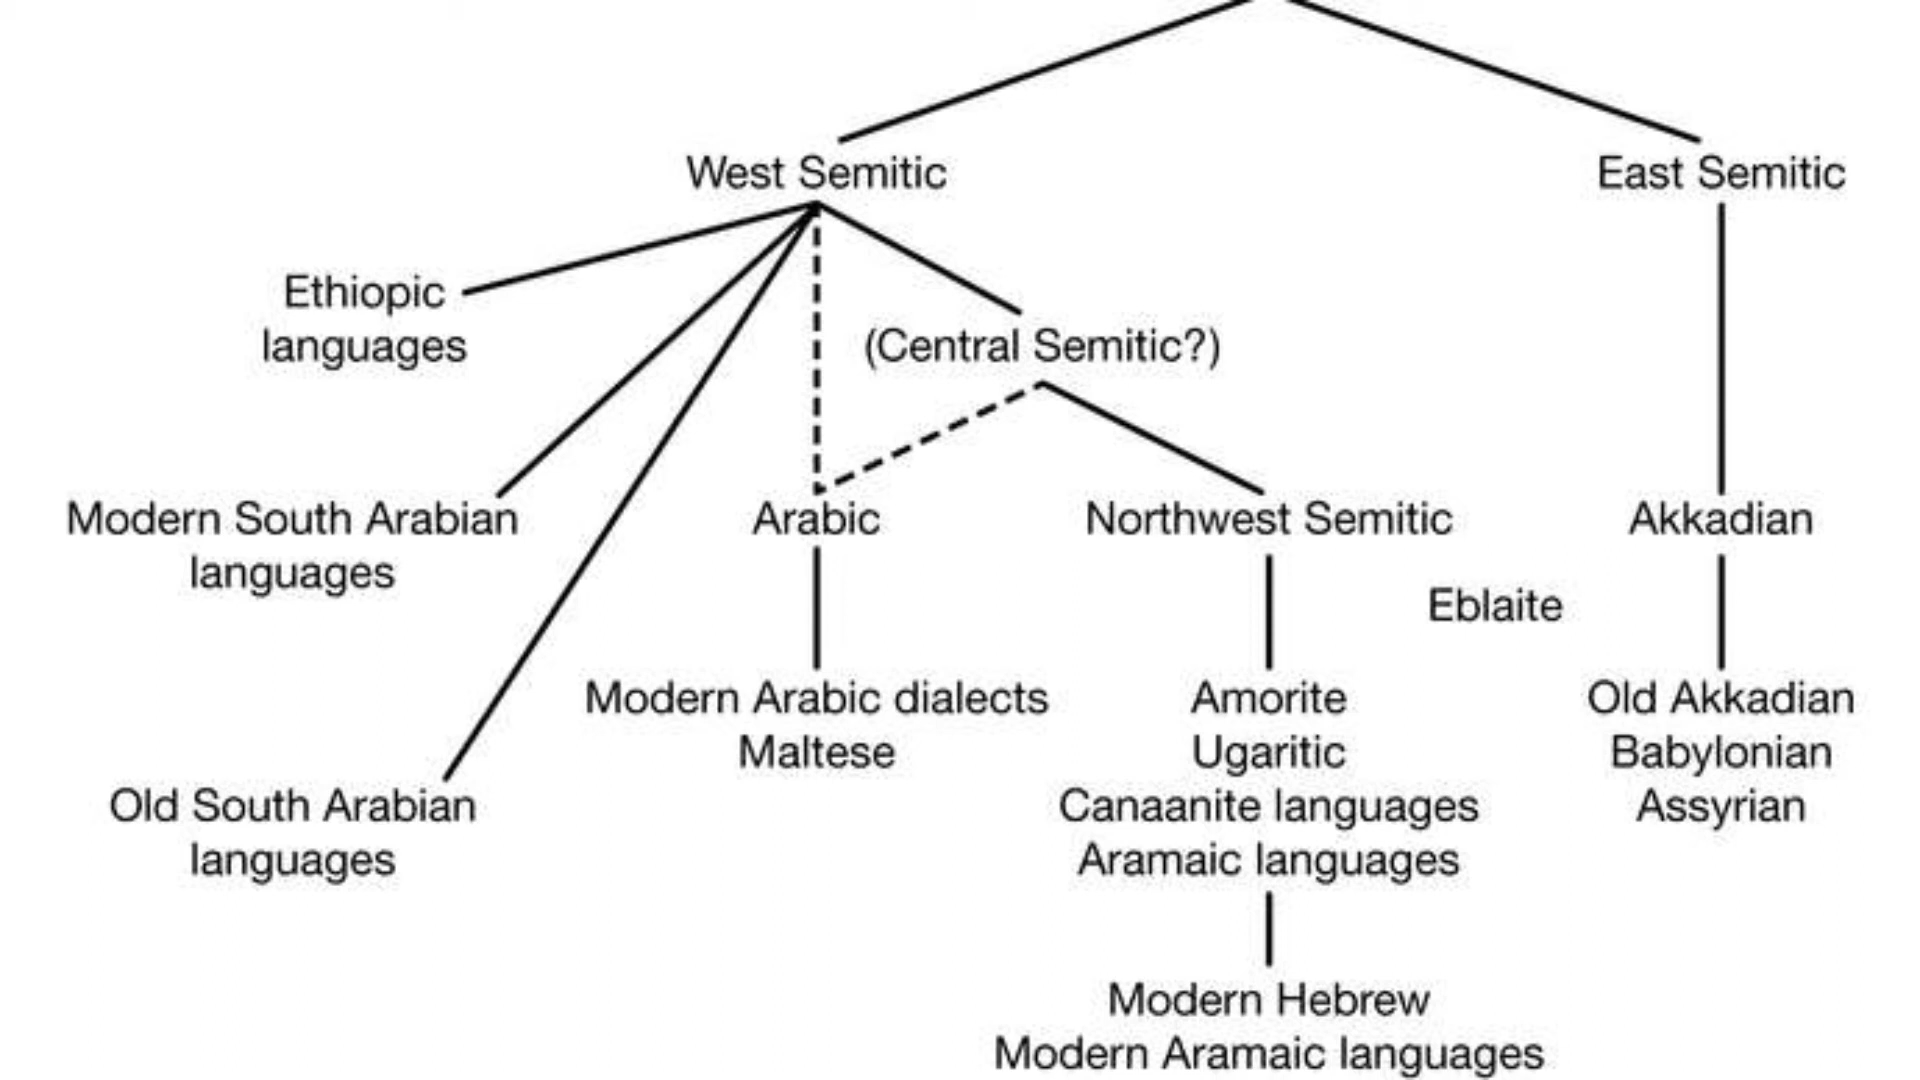 West Semitic
East Semitic
Ethiopic
languages
(Central Semitic?)
Modern South Arabian
languages
Arabic
Northwest Semitic
Akkadian
Eblaite
Modern Arabic dialects
Maltese
Amorite
Ugaritic
Canaanite languages
Aramaic languages
Old Akkadian
Babylonian
Assyrian
Old South Arabian
languages
Modern Hebrew
Modern Aramaic languages